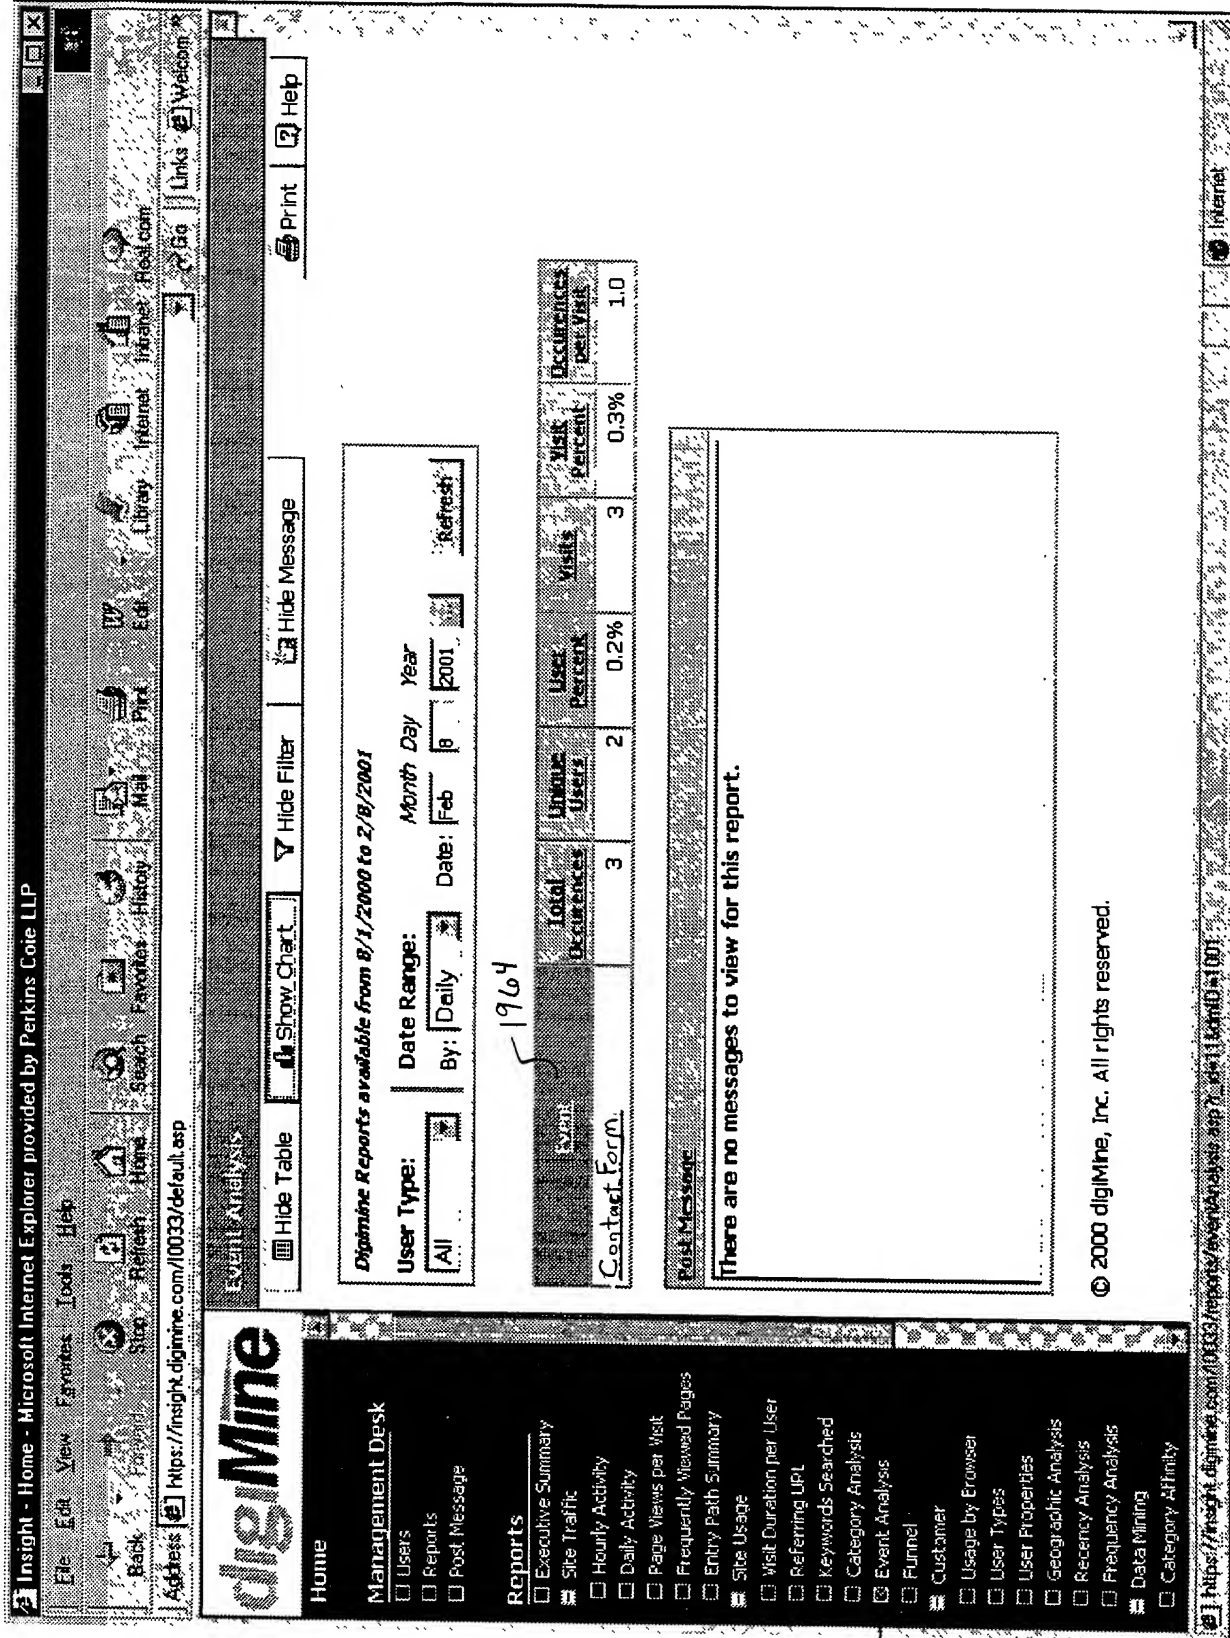 Insight - Home - Microsoft Internet Explorer provided by Perkins Coie LLP
File Edit View Favorites Tools Help
Back Forward Stop Refresh Home Search Favorites History Mail Print Edit Library Internet Intranet Real.com
Address https://insight.digimine.com/10033/default.asp Go Links Welcom
digiMine
Home
Management Desk
Users
Reports
Post Message
Reports
Executive Summary
Site Traffic
Hourly Activity
Daily Activity
Page Views per Visit
Frequently Viewed Pages
Entry Path Summary
Site Usage
Visit Duration per User
Referring URL
Keywords Searched
Category Analysis
Event Analysis
Funnel
Customer
Usage by Browser
User Types
User Properties
Geographic Analysis
Recency Analysis
Frequency Analysis
Data Mining
Category Affinity
Event Analysis
Hide Table Show Chart Hide Filter Hide Message Print Help
Digimine Reports available from 8/1/2000 to 2/8/2001
User Type: Date Range: Month Day Year
All By: Daily Date: Feb 8 2001 Refresh
1964
Event Total Occurences Unique Users User Percent Visits Visit Percent Occurences per Visit
Contact Form 3 2 0.2% 3 0.3% 1.0
Post Message
There are no messages to view for this report.
© 2000 digiMine, Inc. All rights reserved.
Internet